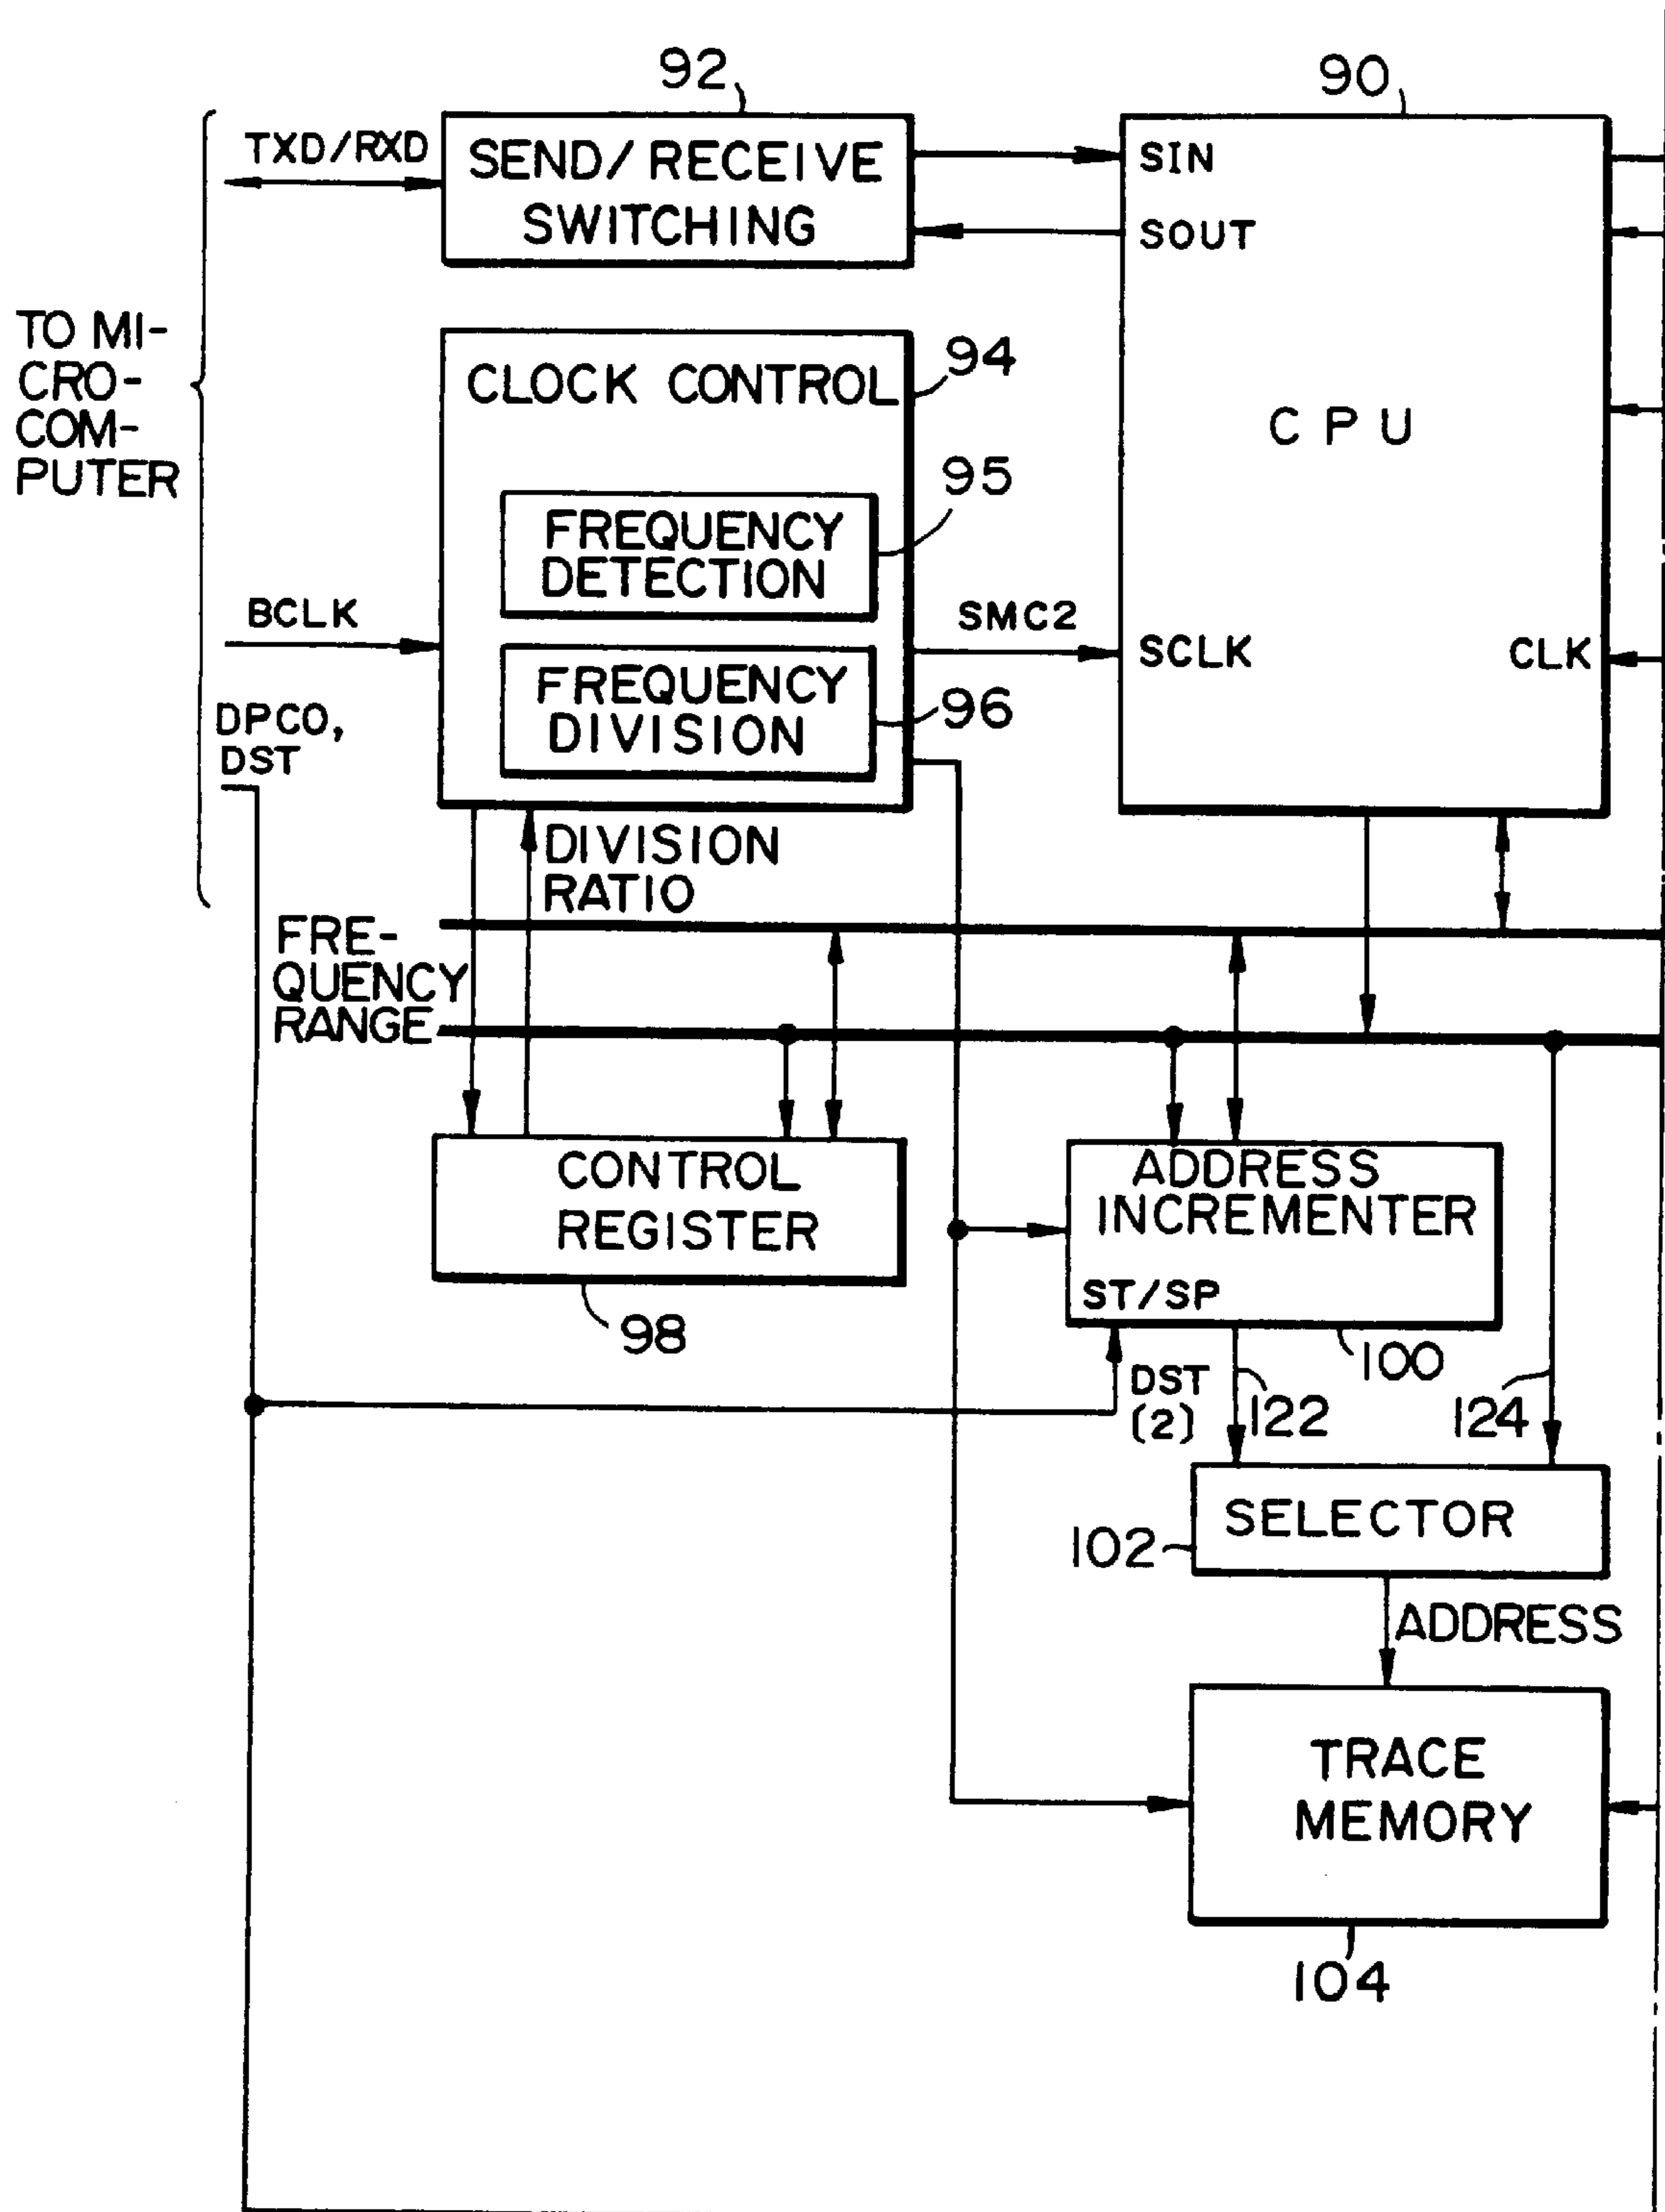 92
90
TXD/RXD
SEND/RECEIVE
SWITCHING
SIN
SOUT
TO MI-
CRO-
COM-
PUTER
CLOCK CONTROL
94
CPU
95
FREQUENCY
DETECTION
BCLK
SMC2
SCLK
CLK
FREQUENCY
DIVISION
96
DPCO,
DST
DIVISION
RATIO
FRE-
QUENCY
RANGE
CONTROL
REGISTER
98
ADDRESS
INCREMENTER
ST/SP
100
DST
(2)
122
124
SELECTOR
102
ADDRESS
TRACE
MEMORY
104